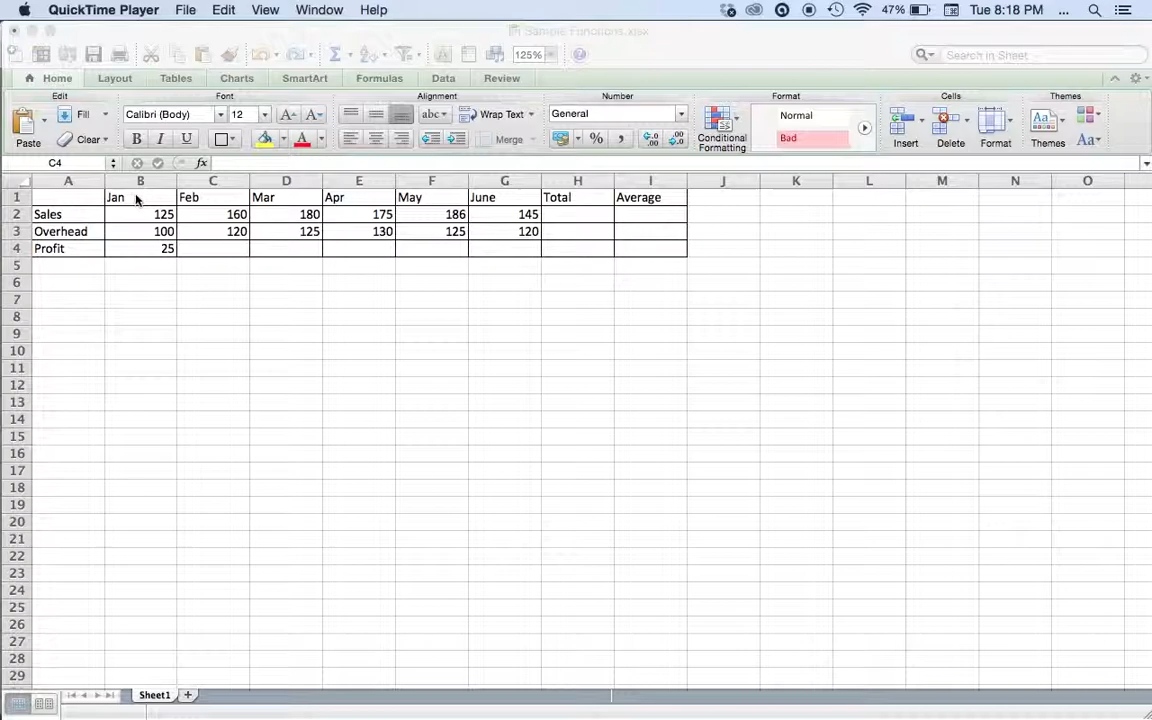 QuickTime Player File Edit View Window Help 47% Tue 8:18 PM ...
Sample Functions.xlsx
125% Search in Sheet
Home Layout Tables Charts SmartArt Formulas Data Review
Edit Font Alignment Number Format Cells Themes
Fill Calibri (Body) 12 A A abc Wrap Text General Normal
Paste Clear B I U A Merge % , Conditional Formatting Bad Insert Delete Format Themes Aa
C4 fx
A B C D E F G H I J K L M N O
1 Jan Feb Mar Apr May June Total Average
2 Sales 125 160 180 175 186 145
3 Overhead 100 120 125 130 125 120
4 Profit 25
5
6
7
8
9
10
11
12
13
14
15
16
17
18
19
20
21
22
23
24
25
26
27
28
29
Sheet1